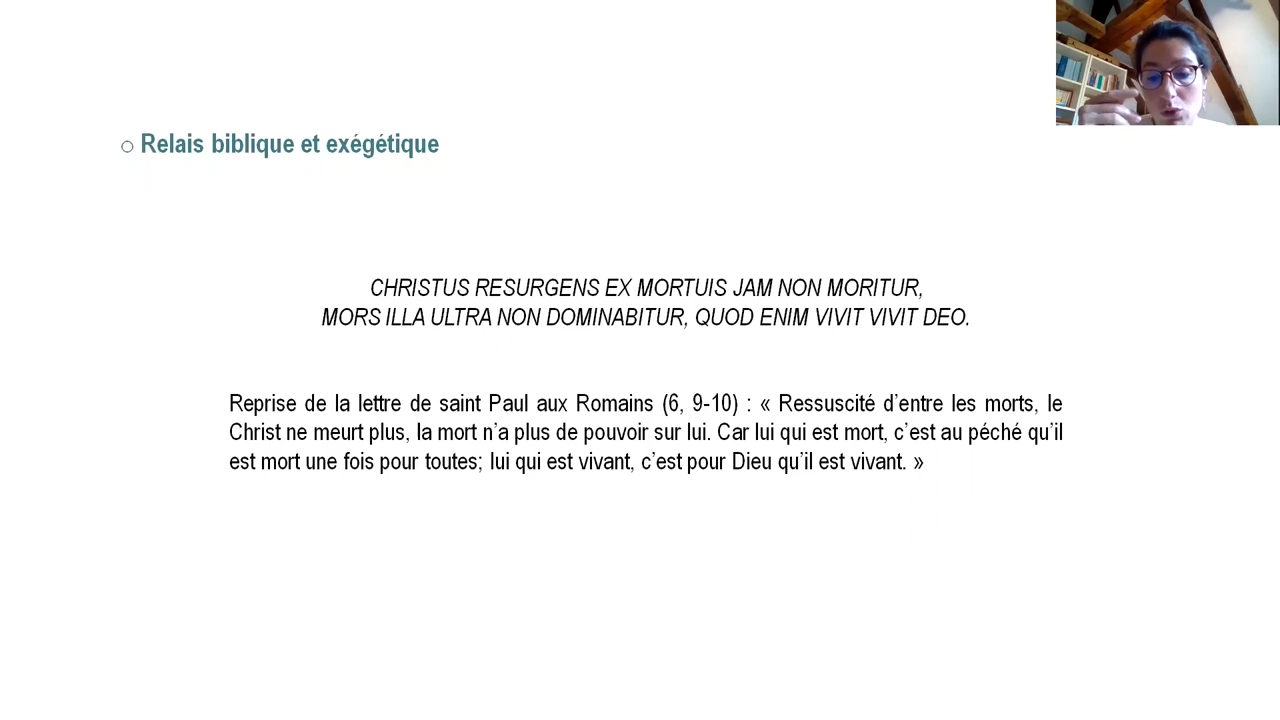 Relais biblique et exégétique
CHRISTUS RESURGENS EX MORTUIS JAM NON MORITUR,
MORS ILLA ULTRA NON DOMINABITUR, QUOD ENIM VIVIT VIVIT DEO.
Reprise de la lettre de saint Paul aux Romains (6, 9-10) : « Ressuscité d’entre les morts, le
Christ ne meurt plus, la mort n’a plus de pouvoir sur lui. Car lui qui est mort, c’est au péché qu’il
est mort une fois pour toutes; lui qui est vivant, c’est pour Dieu qu’il est vivant. »